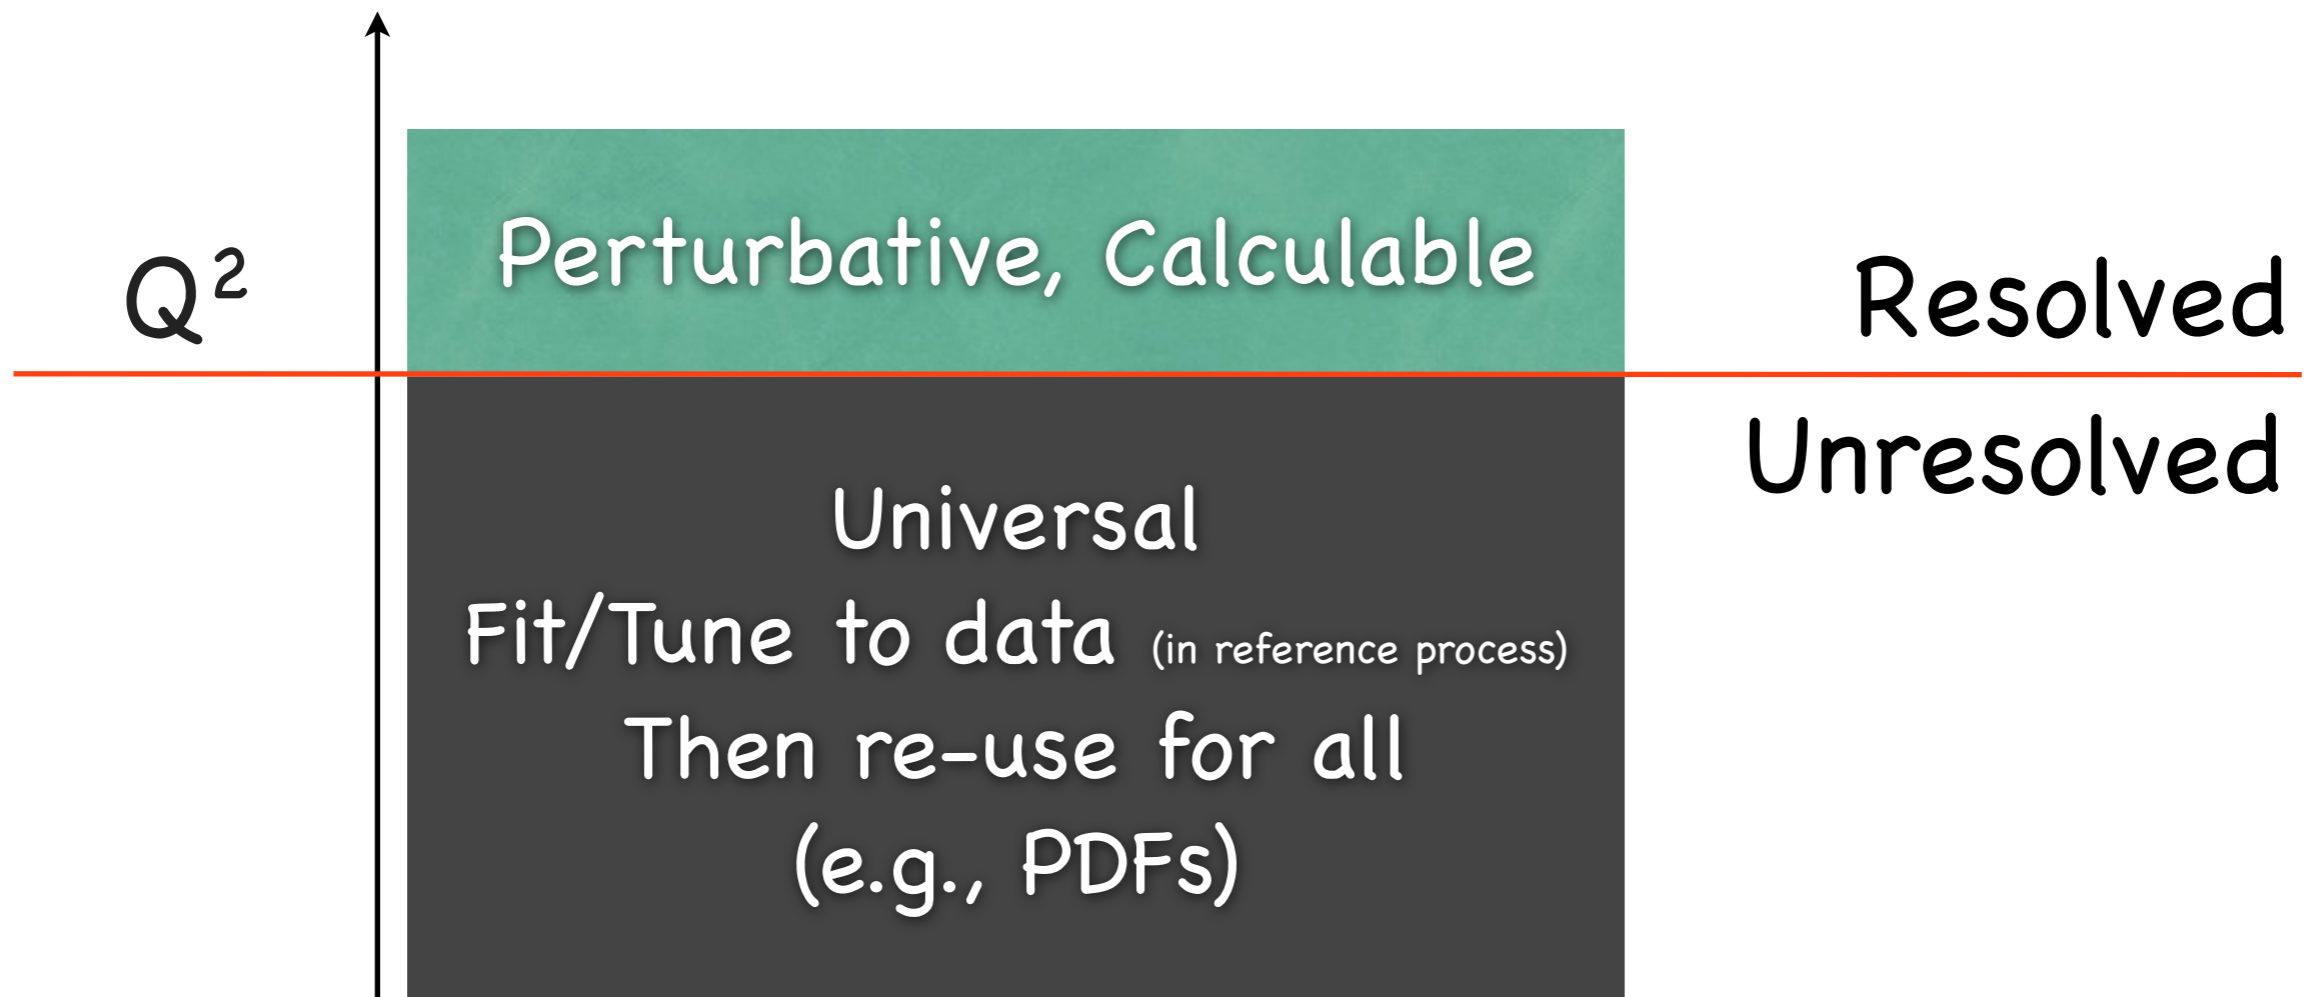 Q²
Perturbative, Calculable
Resolved
Unresolved
Universal
Fit/Tune to data (in reference process)
Then re-use for all
(e.g., PDFs)